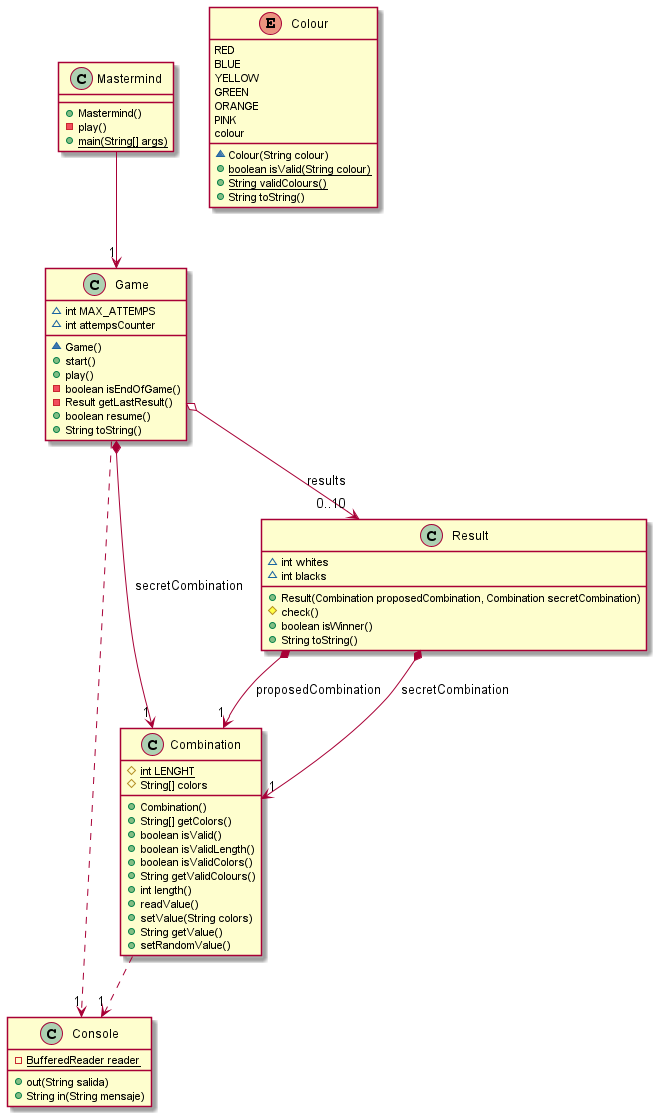 C Mastermind
Mastermind()
play()
main(String[] args)
E Colour
RED
BLUE
YELLOW
GREEN
ORANGE
PINK
colour
Colour(String colour)
boolean isValid(String colour)
String validColours()
String toString()
1
C Game
int MAX_ATTEMPS
int attempsCounter
Game()
start()
play()
boolean isEndOfGame()
Result getLastResult()
boolean resume()
String toString()
results
0..10
C Result
int whites
int blacks
Result(Combination proposedCombination, Combination secretCombination)
check()
boolean isWinner()
String toString()
secretCombination
proposedCombination
secretCombination
1
1
1
C Combination
int LENGHT
String[] colors
Combination()
String[] getColors()
boolean isValid()
boolean isValidLength()
boolean isValidColors()
String getValidColours()
int length()
readValue()
setValue(String colors)
String getValue()
setRandomValue()
1
1
C Console
BufferedReader reader
out(String salida)
String in(String mensaje)